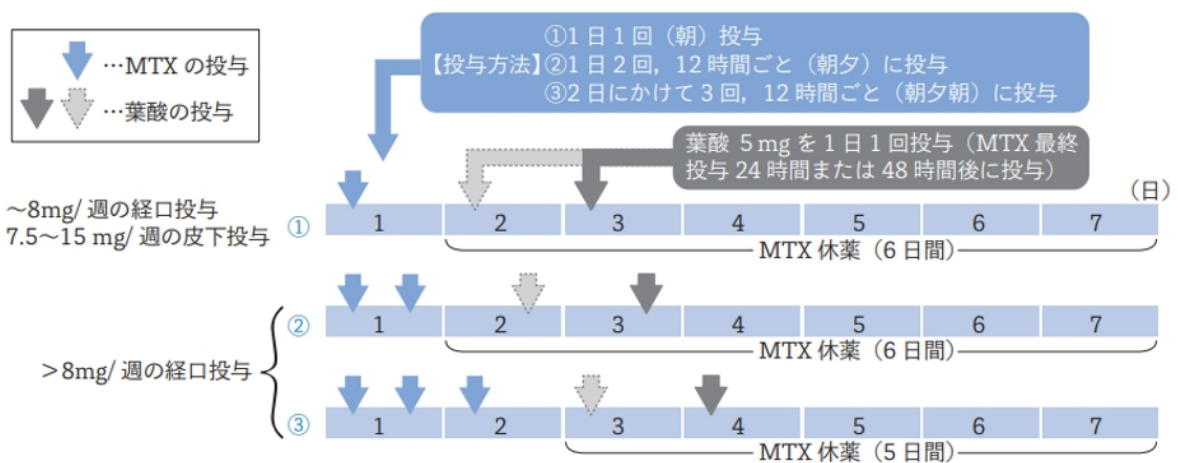 …MTX の投与
…葉酸の投与
【投与方法】①1 日 1 回（朝）投与
②1 日 2 回，12 時間ごと（朝夕）に投与
③2 日にかけて 3 回，12 時間ごと（朝夕朝）に投与
葉酸 5 mg を 1 日 1 回投与（MTX 最終
投与 24 時間または 48 時間後に投与）
（日）
～8mg/ 週の経口投与
7.5～15 mg/ 週の皮下投与
① 1 2 3 4 5 6 7
MTX 休薬（6 日間）
＞8mg/ 週の経口投与
② 1 2 3 4 5 6 7
MTX 休薬（6 日間）
③ 1 2 3 4 5 6 7
MTX 休薬（5 日間）